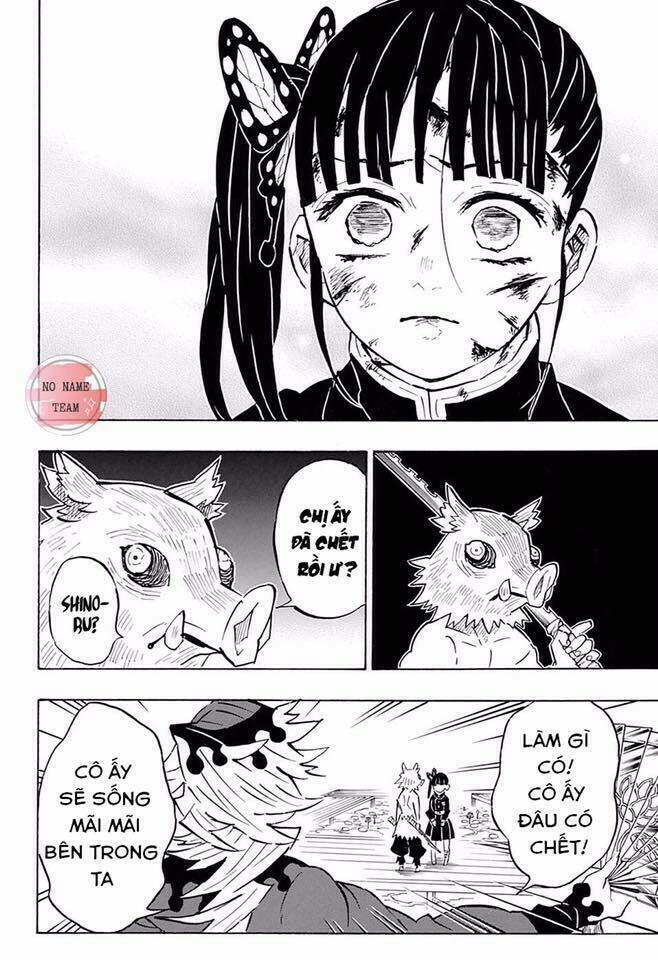 NO NAME
TEAM
CHỊ ẤY
ĐÃ CHẾT
RỒI Ư?
SHINO-
BU?
LÀM GÌ
CÓ!
CÔ ẤY
ĐÂU CÓ
CHẾT!
CÔ ẤY
SẼ SỐNG
MÃI MÃI
BÊN TRONG
TA